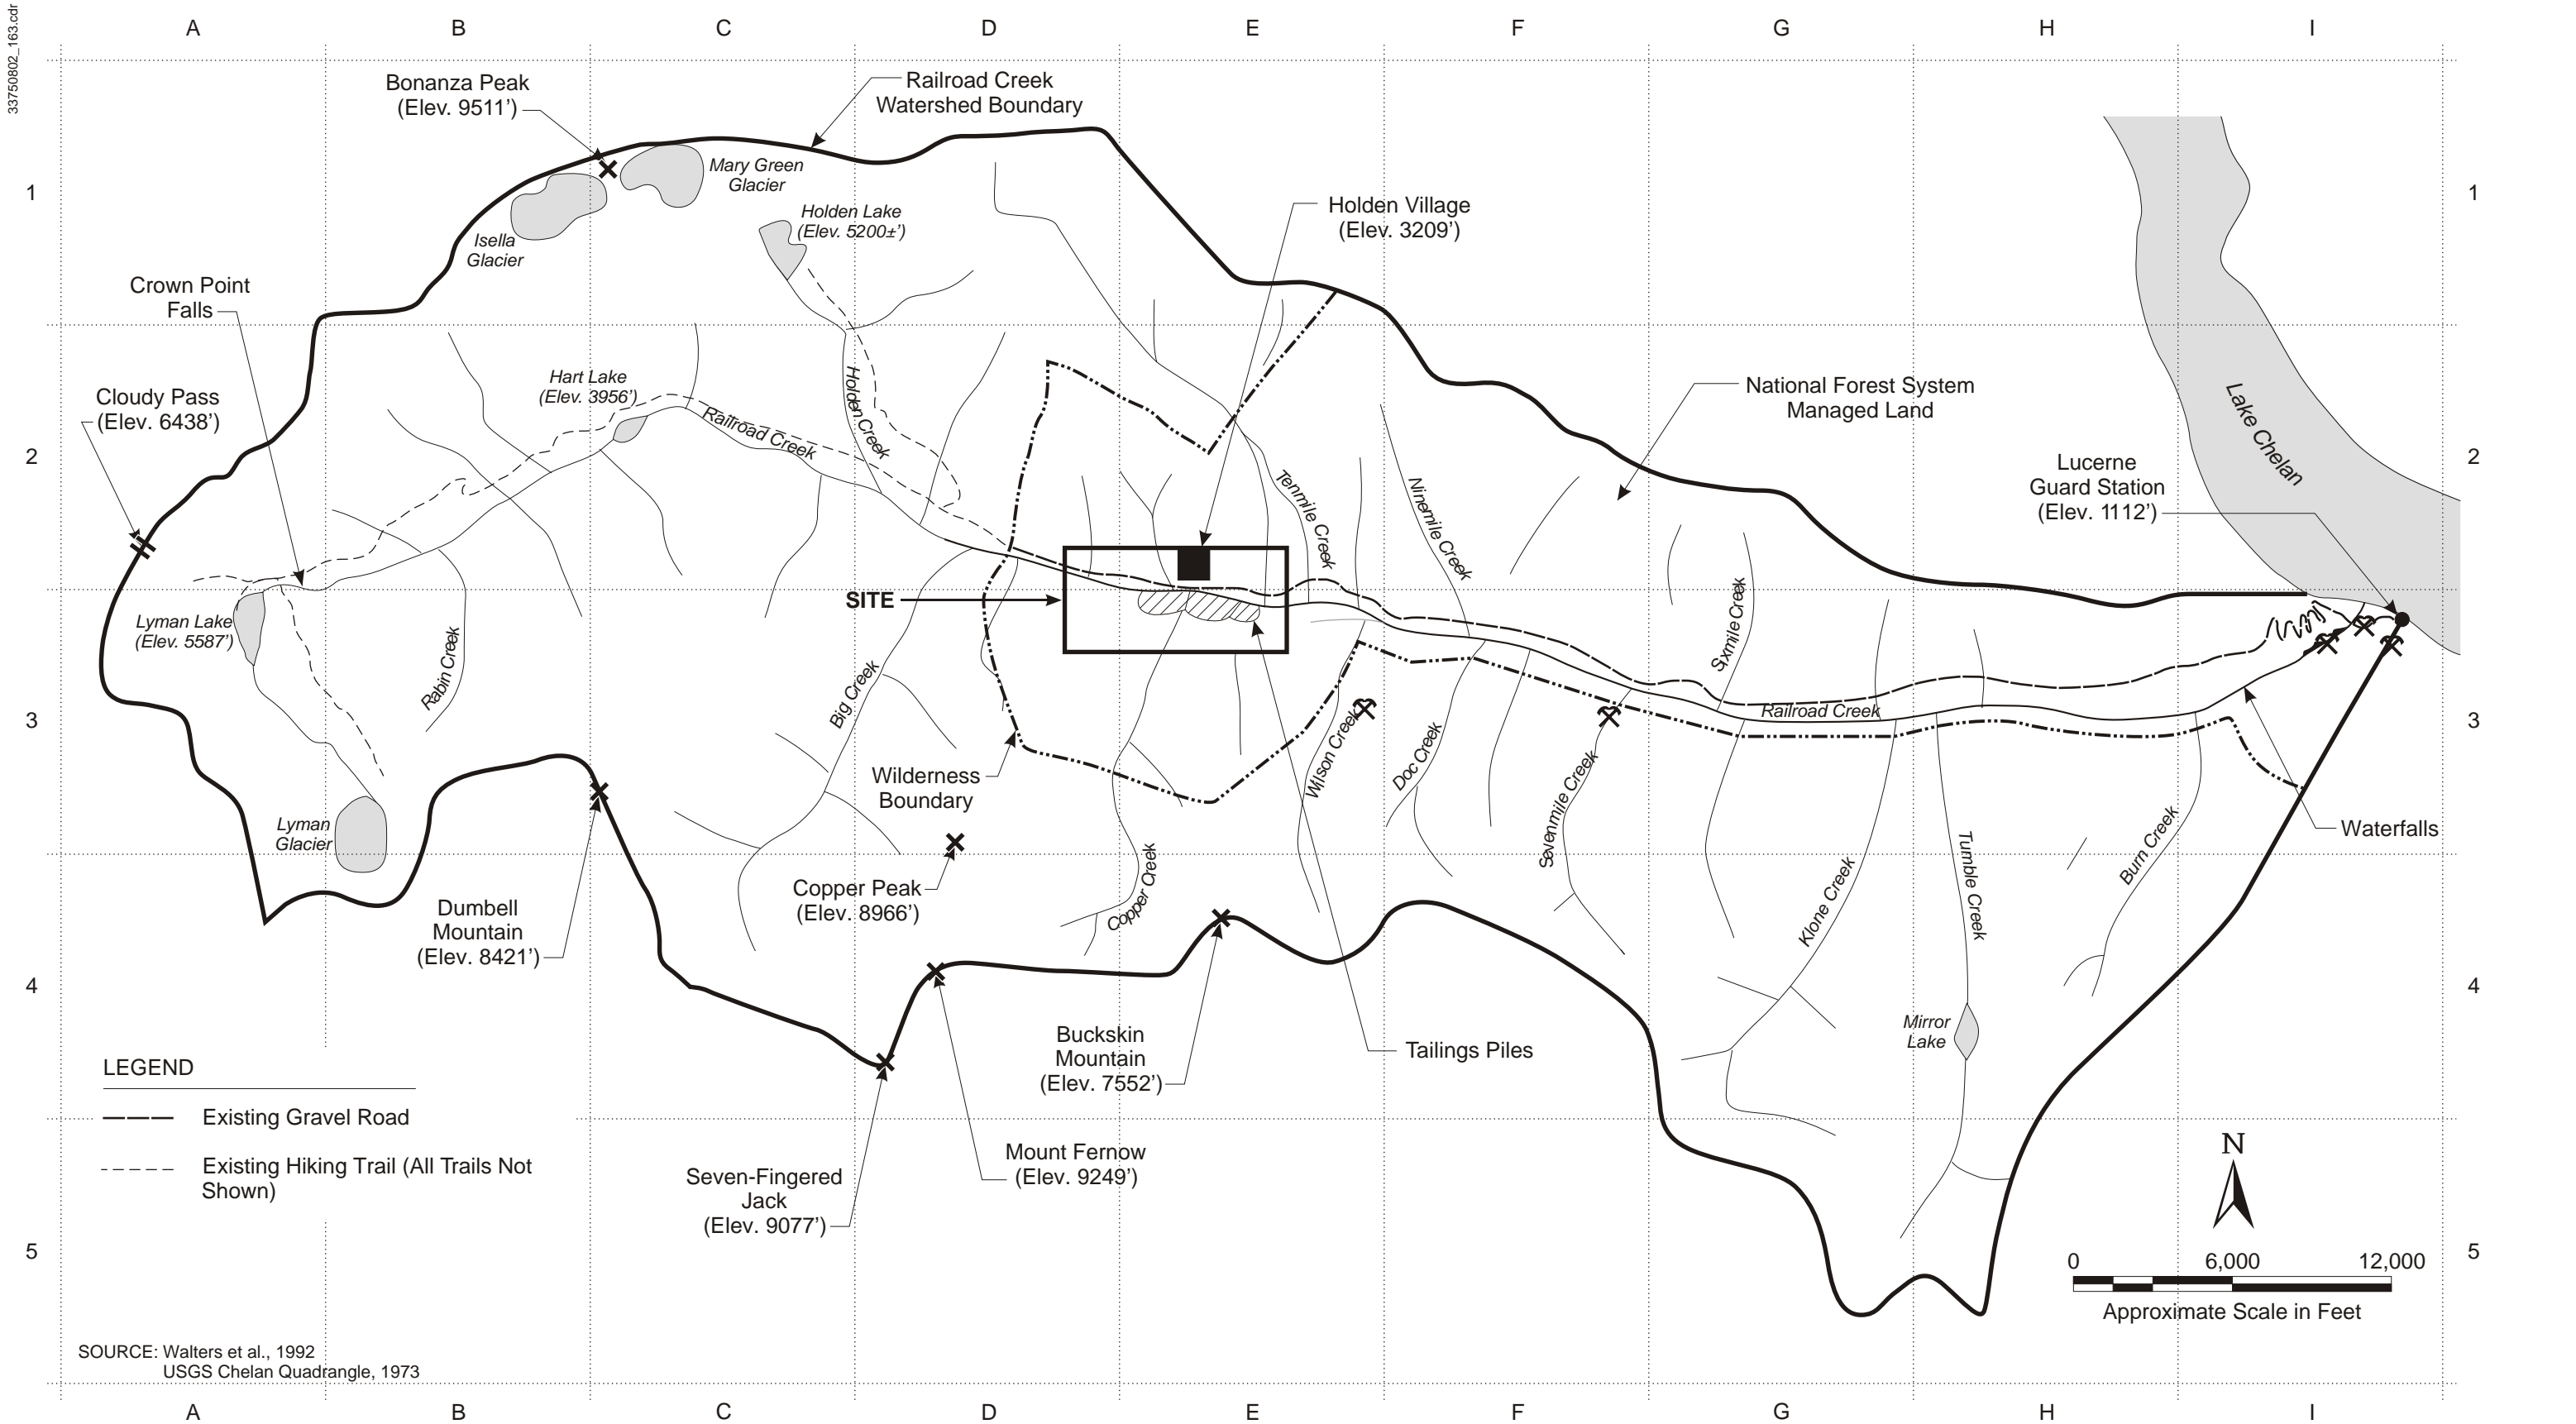 33750802_163.cdr
A B C D E F G H I
Bonanza Peak
(Elev. 9511’)
Railroad Creek
Watershed Boundary
Mary Green
Glacier
1
1
Holden Lake
(Elev. 5200±’)
Holden Village
(Elev. 3209’)
Isella
Glacier
Crown Point
Falls
Hart Lake
(Elev. 3956’)
Cloudy Pass
(Elev. 6438’)
National Forest System
Managed Land
Lake Chelan
Railroad Creek
Holden Creek
2
2
Lucerne
Guard Station
(Elev. 1112’)
Tenmile Creek
Ninemile Creek
SITE
Lyman Lake
(Elev. 5587’)
Rabin Creek
Big Creek
Sixmile Creek
Railroad Creek
3
3
Wilson Creek
Doc Creek
Sevenmile Creek
Wilderness
Boundary
Lyman
Glacier
Waterfalls
Burn Creek
Tumble Creek
Klone Creek
Copper Creek
Copper Peak
(Elev. 8966’)
Dumbell
Mountain
(Elev. 8421’)
4
4
Mirror
Lake
Buckskin
Mountain
(Elev. 7552’)
Tailings Piles
LEGEND
Existing Gravel Road
Existing Hiking Trail (All Trails Not
Shown)
Mount Fernow
(Elev. 9249’)
Seven-Fingered
Jack
(Elev. 9077’)
N
5
5
0 6,000 12,000
Approximate Scale in Feet
SOURCE: Walters et al., 1992
USGS Chelan Quadrangle, 1973
A B C D E F G H I